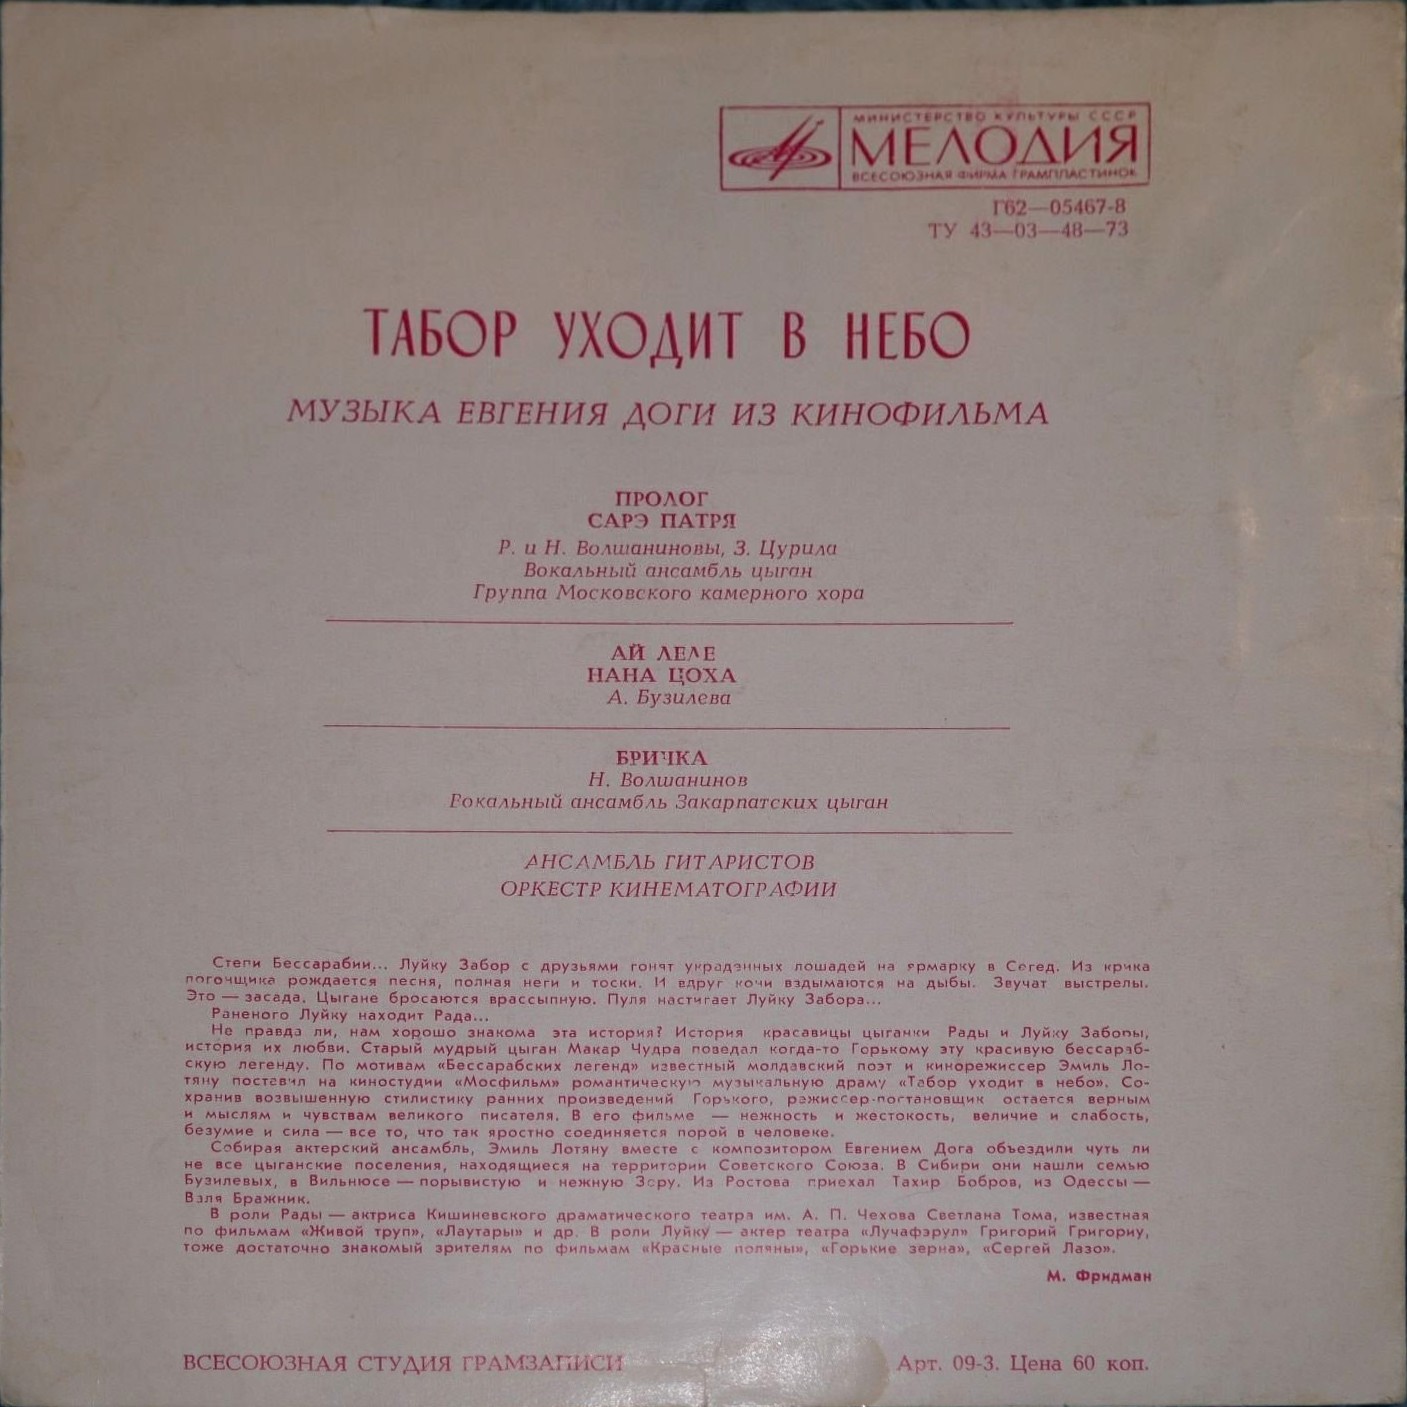 МИНИСТЕРСТВО КУЛЬТУРЫ СССР
МЕЛОДИЯ
ВСЕСОЮЗНАЯ ФИРМА ГРАМПЛАСТИНОК
Г62—05467-8
ТУ 43—03—48—73
ТАБОР УХОДИТ В НЕБО
МУЗЫКА ЕВГЕНИЯ ДОГИ ИЗ КИНОФИЛЬМА
ПРОЛОГ
САРЭ ПАТРЯ
Р. и Н. Волшаниновы, З. Цурила
Вокальный ансамбль цыган
Группа Московского камерного хора
АЙ ЛЕЛЕ
НАНА ЦОХА
А. Бузилева
БРИЧКА
Н. Волшанинов
Вокальный ансамбль Закарпатских цыган
АНСАМБЛЬ ГИТАРИСТОВ
ОРКЕСТР КИНЕМАТОГРАФИИ
Степи Бессарабии... Луйку Забор с друзьями гонят украденных лошадей на ярмарку в Сегед. Из крика
погонщика рождается песня, полная неги и тоски. И вдруг кони вздымаются на дыбы. Звучат выстрелы.
Это — засада. Цыгане бросаются врассыпную. Пуля настигает Луйку Забора...
Раненого Луйку находит Рада...
Не правда ли, нам хорошо знакома эта история? История красавицы цыганки Рады и Луйку Заборы,
история их любви. Старый мудрый цыган Макар Чудра поведал когда-то Горькому эту красивую бессараб-
скую легенду. По мотивам «Бессарабских легенд» известный молдавский поэт и кинорежиссер Эмиль Ло-
тяну поставил на киностудии «Мосфильм» романтическую музыкальную драму «Табор уходит в небо». Со-
хранив возвышенную стилистику ранних произведений Горького, режиссер-постановщик остается верным
и мыслям и чувствам великого писателя. В его фильме — нежность и жестокость, величие и слабость,
безумие и сила — все то, что так яростно соединяется порой в человеке.
Собирая актерский ансамбль, Эмиль Лотяну вместе с композитором Евгением Дога объездили чуть ли
не все цыганские поселения, находящиеся на территории Советского Союза. В Сибири они нашли семью
Бузилевых, в Вильнюсе — порывистую и нежную Зору. Из Ростова приехал Тахир Бобров, из Одессы —
Вэля Бражник.
В роли Рады — актриса Кишиневского драматического театра им. А. П. Чехова Светлана Тома, известная
по фильмам «Живой труп», «Лаутары» и др. В роли Луйку — актер театра «Лучафэрул» Григорий Григориу,
тоже достаточно знакомый зрителям по фильмам «Красные поляны», «Горькие зерна», «Сергей Лазо».
М. Фридман
ВСЕСОЮЗНАЯ СТУДИЯ ГРАМЗАПИСИ
Арт. 09-3. Цена 60 коп.